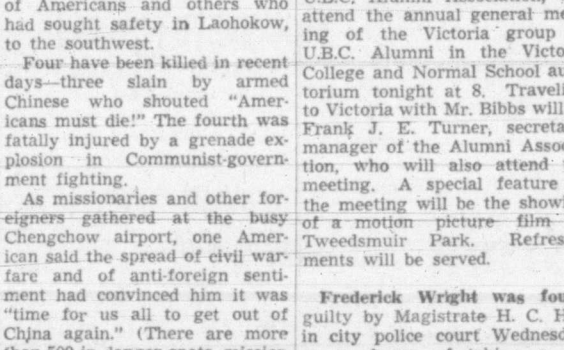 of Americans and others who
had sought safety in Laohokow,
to the southwest.
Four have been killed in recent
days—three slain by armed
Chinese who shouted "Amer-
icans must die!" The fourth was
fatally injured by a grenade ex-
plosion in Communist-govern-
ment fighting.
As missionaries and other for-
eigners gathered at the busy
Chengchow airport, one Amer-
ican said the spread of civil war-
fare and of anti-foreign senti-
ment had convinced him it was
"time for us all to get out of
China again." (There are more
attend the annual general me
ing of the Victoria group
U.B.C. Alumni in the Victo
College and Normal School au
torium tonight at 8. Travell
to Victoria with Mr. Bibbs will
Frank J. E. Turner, secreta
manager of the Alumni Asso
tion, who will also attend
meeting. A special feature
the meeting will be the showi
of a motion picture film
Tweedsmuir Park. Refres
ments will be served.
Frederick Wright was fou
guilty by Magistrate H. C. H
in city police court Wednesd